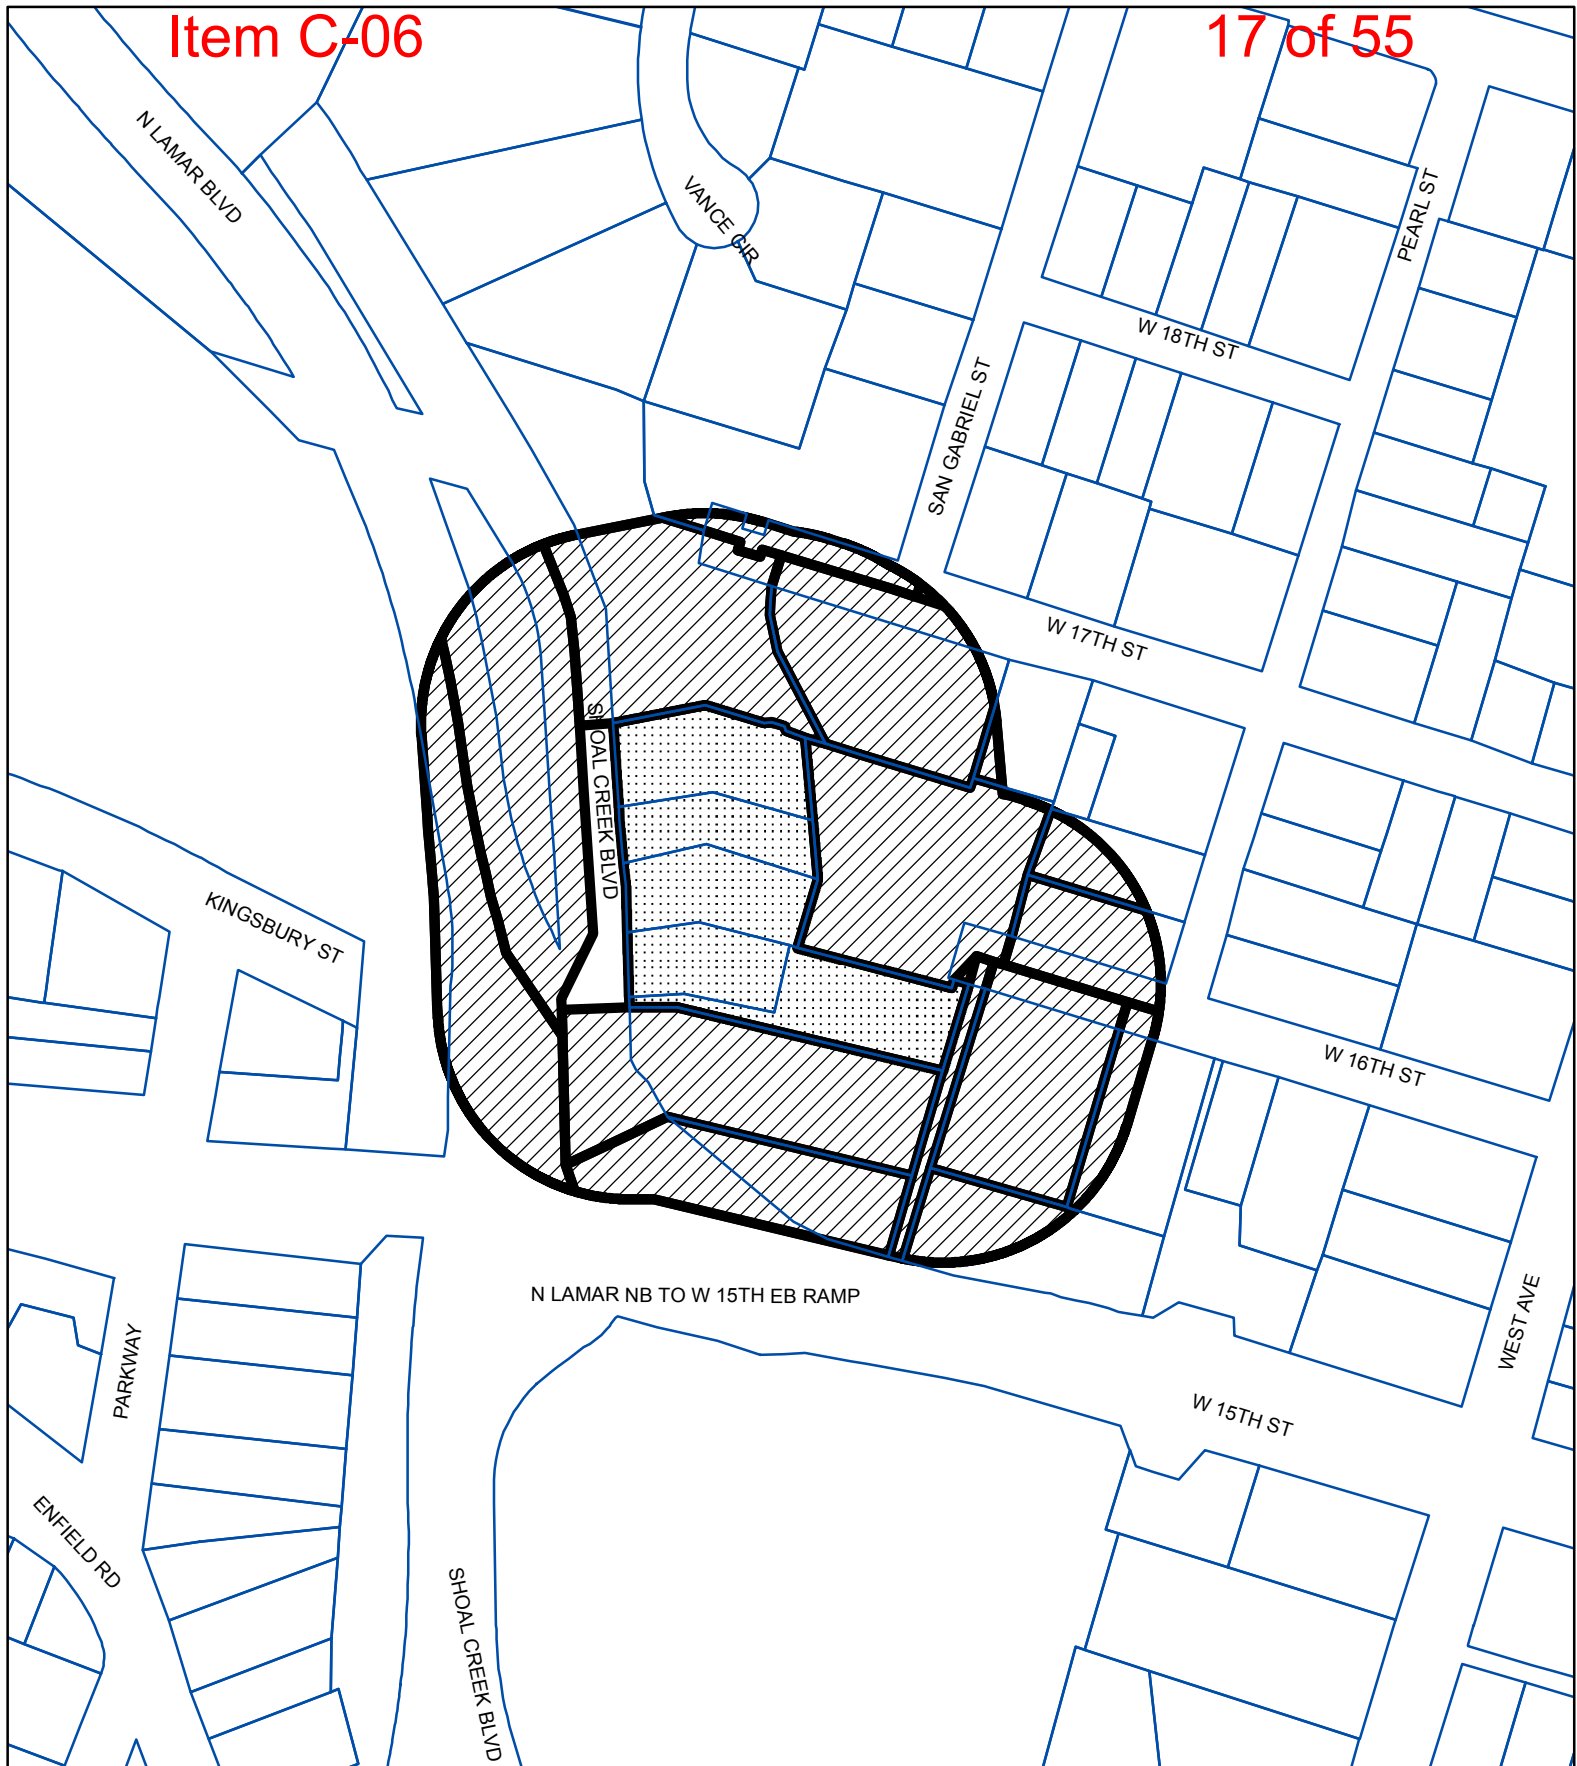 Item C-06
17 of 55
N LAMAR BLVD
VANCE CIR
PEARL ST
W 18TH ST
SAN GABRIEL ST
W 17TH ST
SHOAL CREEK BLVD
KINGSBURY ST
W 16TH ST
N LAMAR NB TO W 15TH EB RAMP
WEST AVE
PARKWAY
W 15TH ST
ENFIELD RD
SHOAL CREEK BLVD